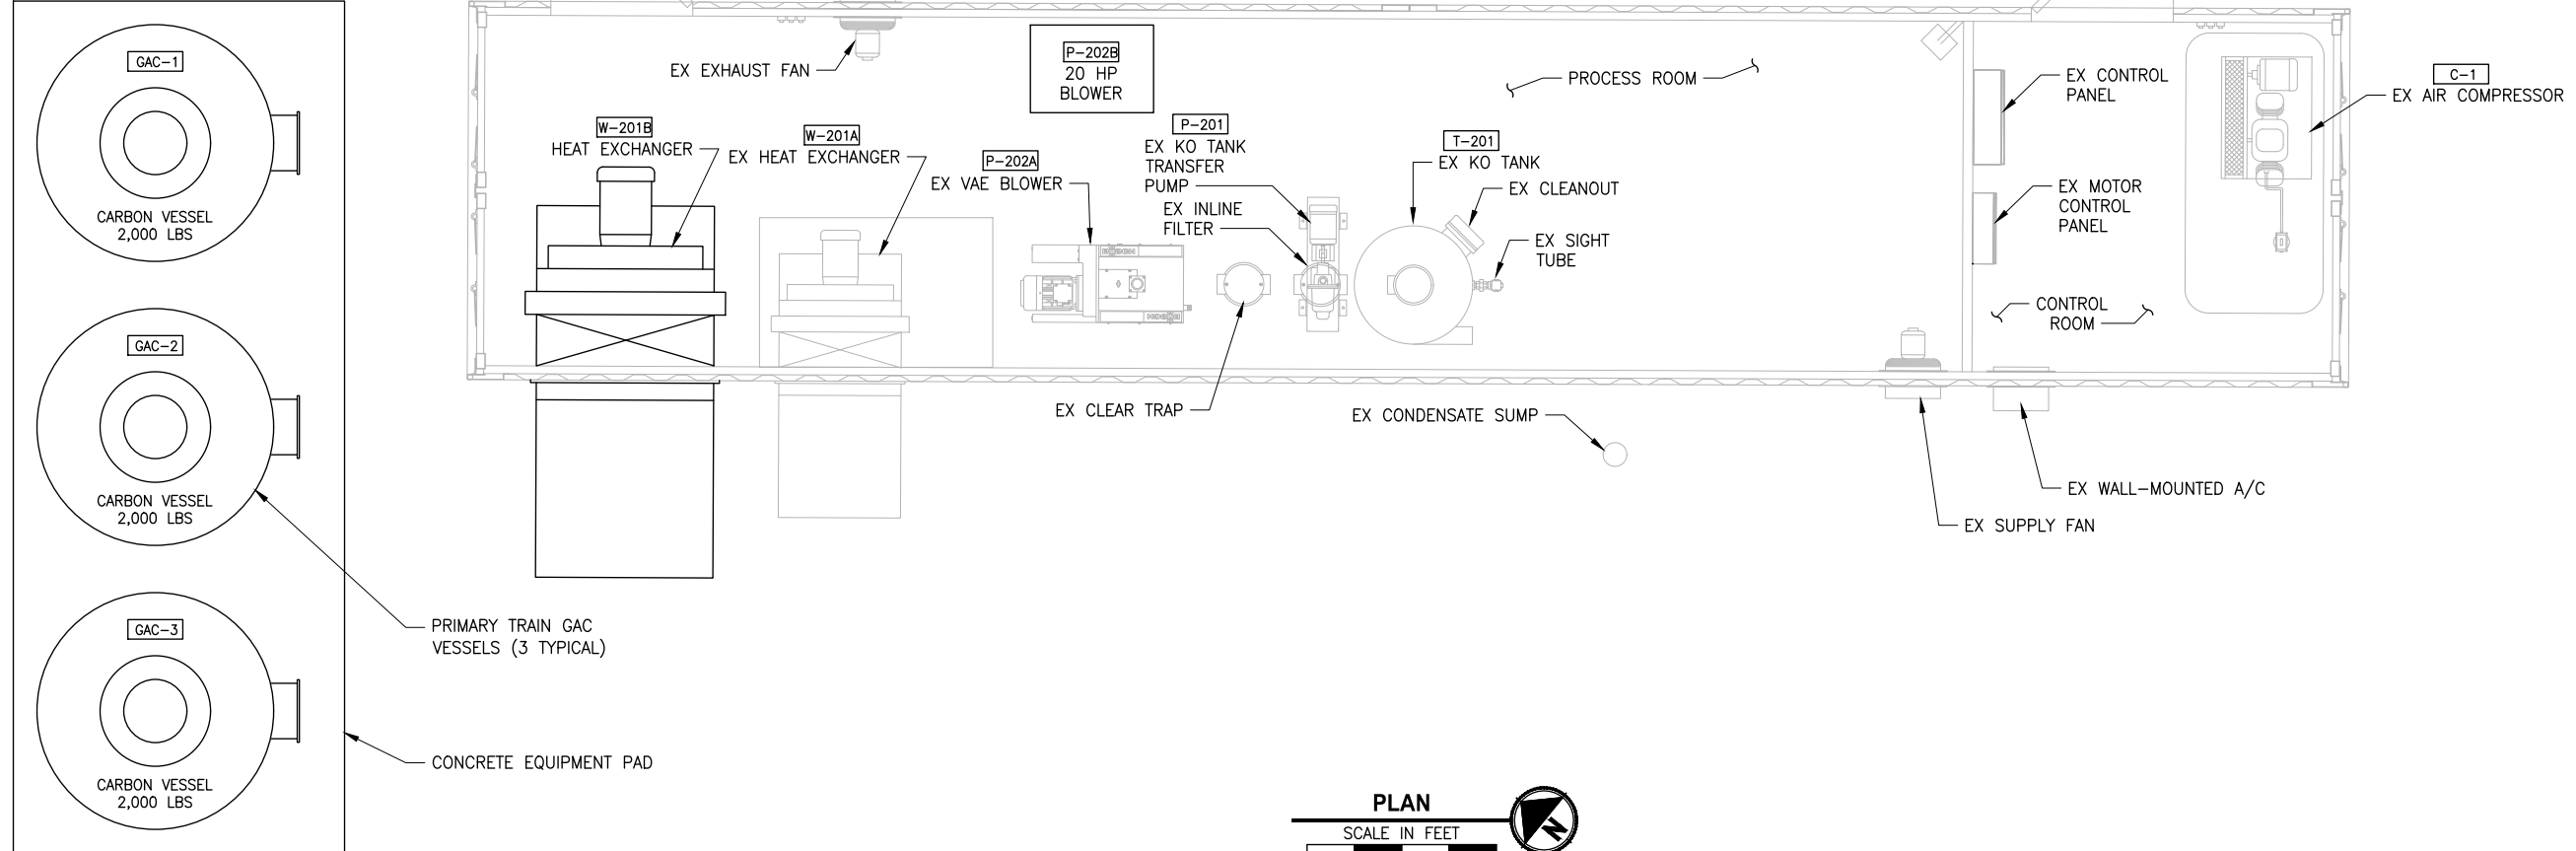 GAC-1
CARBON VESSEL
2,000 LBS
GAC-2
CARBON VESSEL
2,000 LBS
GAC-3
CARBON VESSEL
2,000 LBS
PRIMARY TRAIN GAC
VESSELS (3 TYPICAL)
CONCRETE EQUIPMENT PAD
EX EXHAUST FAN
P-202B
20 HP
BLOWER
PROCESS ROOM
W-201B
HEAT EXCHANGER
W-201A
EX HEAT EXCHANGER
P-202A
EX VAE BLOWER
P-201
EX KO TANK
TRANSFER
PUMP
EX INLINE
FILTER
T-201
EX KO TANK
EX CLEANOUT
EX SIGHT
TUBE
EX CONTROL
PANEL
EX MOTOR
CONTROL
PANEL
CONTROL
ROOM
C-1
EX AIR COMPRESSOR
EX CLEAR TRAP
EX CONDENSATE SUMP
EX WALL-MOUNTED A/C
EX SUPPLY FAN
PLAN
SCALE IN FEET
N